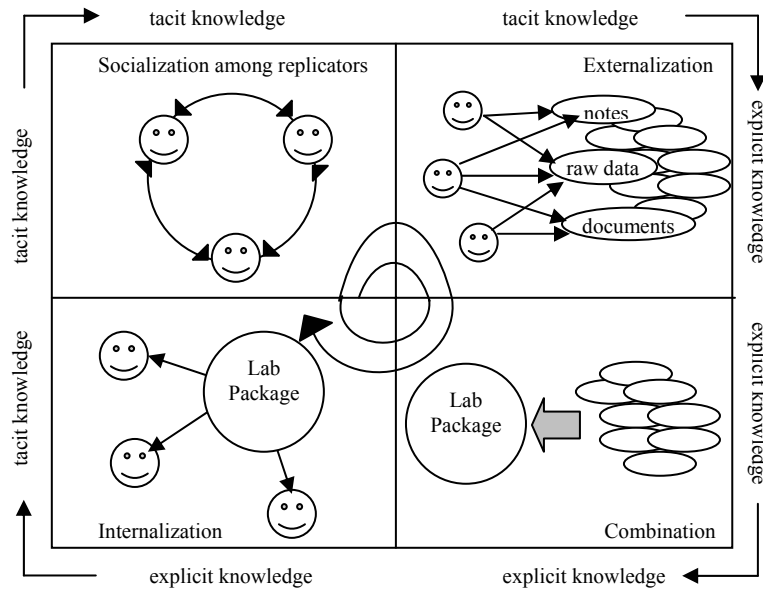 tacit knowledge
tacit knowledge
Socialization among replicators
Externalization
notes
raw data
documents
tacit knowledge
explicit knowledge
Lab
Package
Lab
Package
tacit knowledge
explicit knowledge
Internalization
Combination
explicit knowledge
explicit knowledge